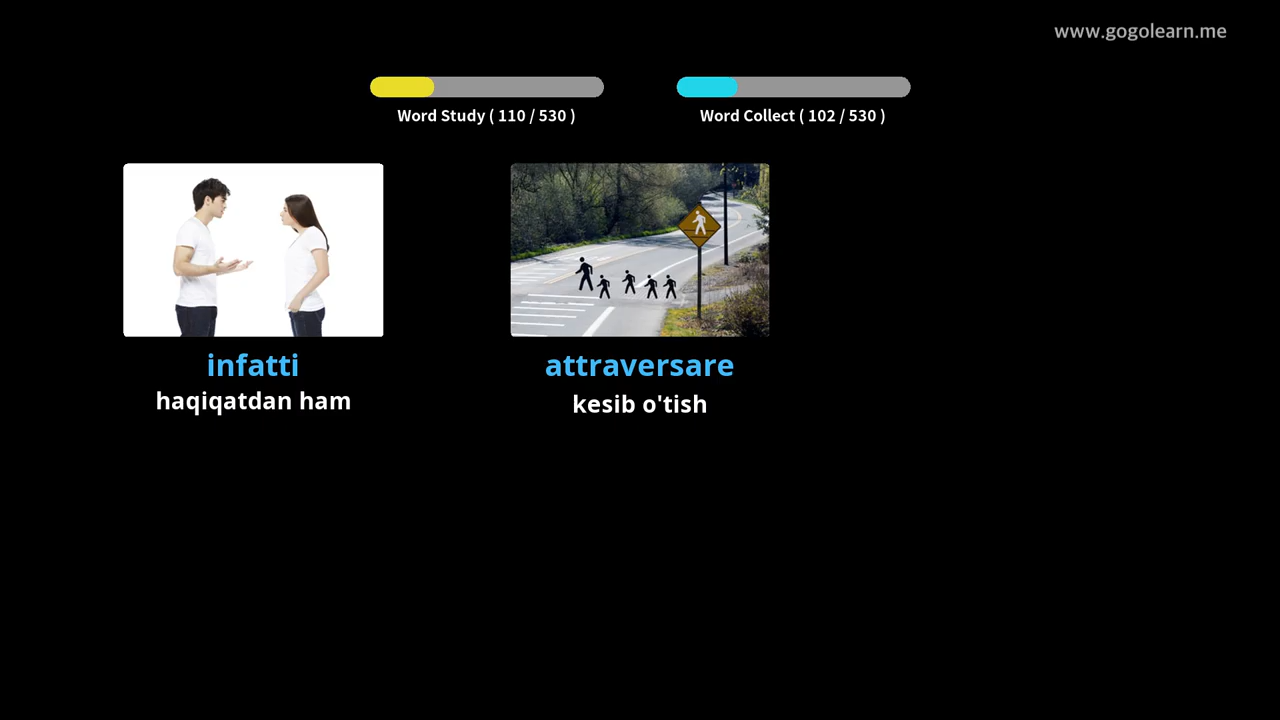 www.gogolearn.me
Word Study ( 110 / 530 )
Word Collect ( 102 / 530 )
infatti
haqiqatdan ham
attraversare
kesib o'tish